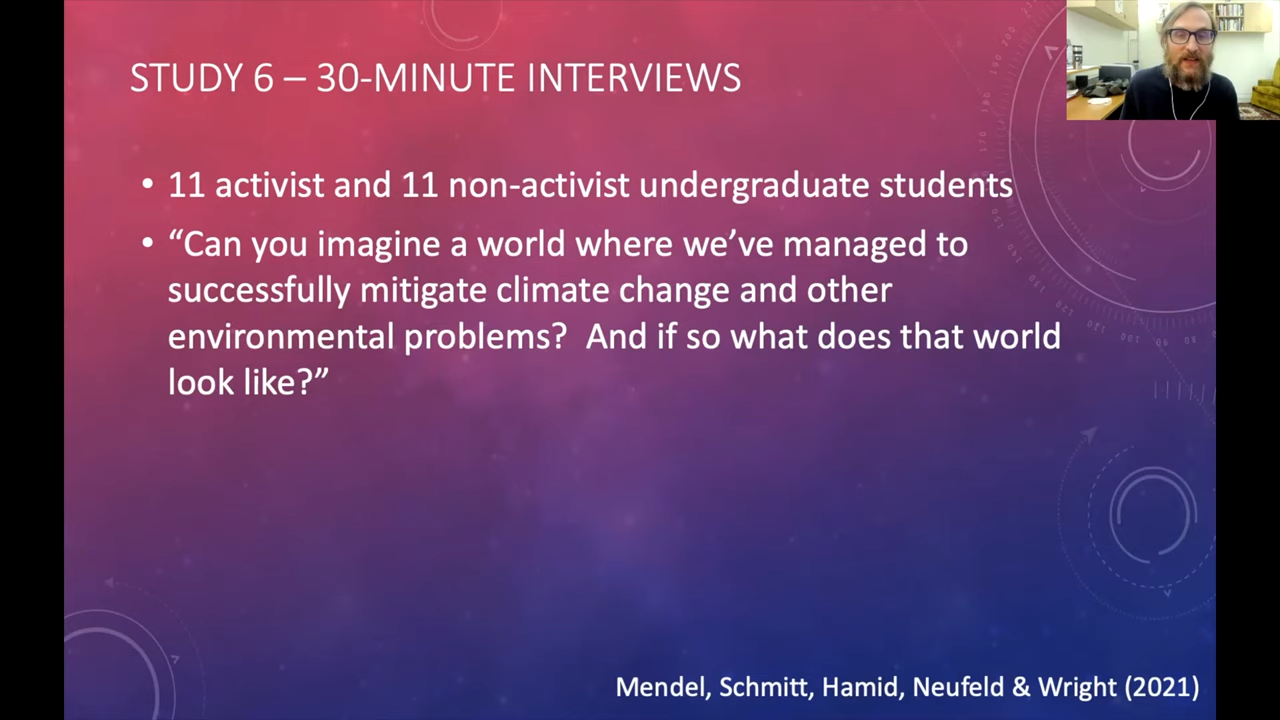 STUDY 6 – 30-MINUTE INTERVIEWS
• 11 activist and 11 non-activist undergraduate students
• “Can you imagine a world where we’ve managed to
successfully mitigate climate change and other
environmental problems?  And if so what does that world
look like?”
Mendel, Schmitt, Hamid, Neufeld & Wright (2021)